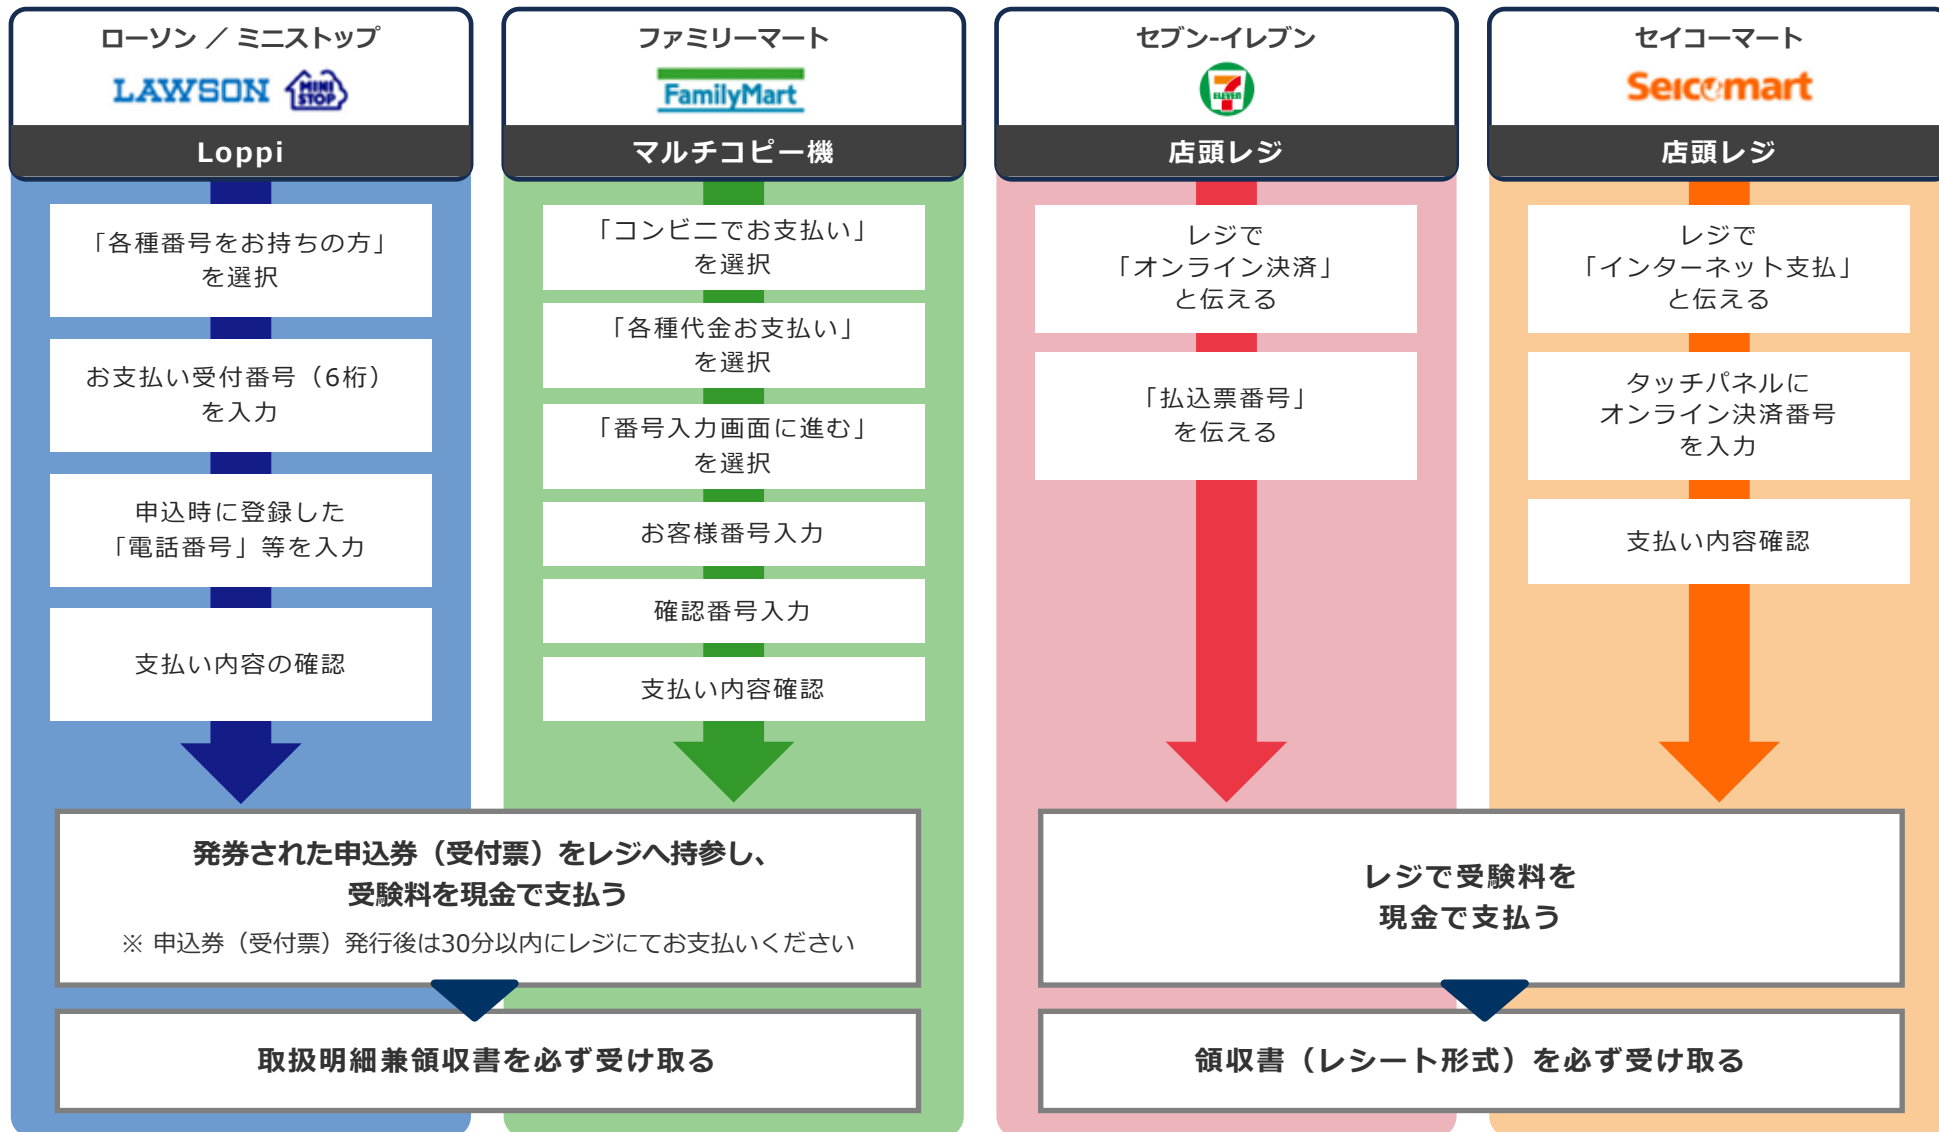 ローソン ／ ミニストップ
LAWSON MINI STOP
Loppi
「各種番号をお持ちの方」
を選択
お支払い受付番号（6桁）
を入力
申込時に登録した
「電話番号」等を入力
支払い内容の確認
ファミリーマート
FamilyMart
マルチコピー機
「コンビニでお支払い」
を選択
「各種代金お支払い」
を選択
「番号入力画面に進む」
を選択
お客様番号入力
確認番号入力
支払い内容確認
発券された申込券（受付票）をレジへ持参し、
受験料を現金で支払う
※ 申込券（受付票）発行後は30分以内にレジにてお支払いください
取扱明細兼領収書を必ず受け取る
セブン-イレブン
7 ELEVEN
店頭レジ
レジで
「オンライン決済」
と伝える
「払込票番号」
を伝える
セイコーマート
Seicomart
店頭レジ
レジで
「インターネット支払」
と伝える
タッチパネルに
オンライン決済番号
を入力
支払い内容確認
レジで受験料を
現金で支払う
領収書（レシート形式）を必ず受け取る